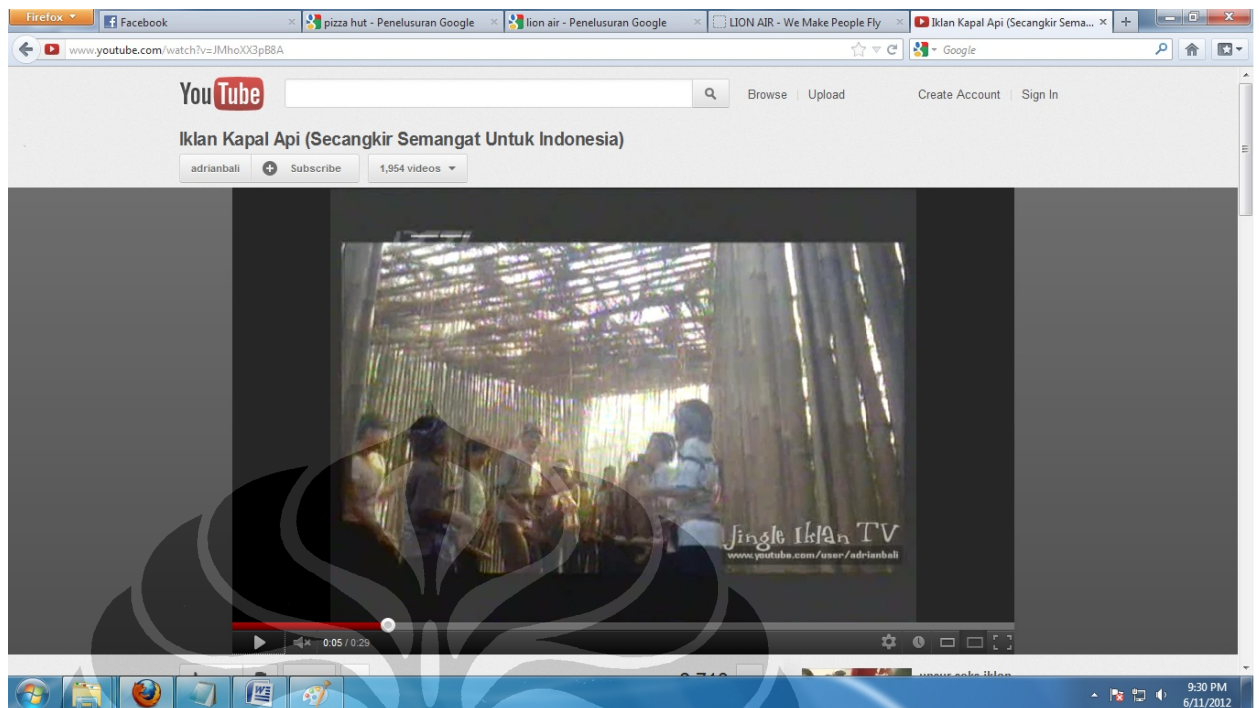 Firefox
Facebook
pizza hut - Penelusuran Google
lion air - Penelusuran Google
LION AIR - We Make People Fly
Iklan Kapal Api (Secangkir Sema...
www.youtube.com/watch?v=JMhoXX3pB8A
Google
YouTube
Browse
Upload
Create Account
Sign In
Iklan Kapal Api (Secangkir Semangat Untuk Indonesia)
adrianbali
Subscribe
1,954 videos
Jingle Iklan TV
www.youtube.com/user/adrianbali
0:05 / 0:29
9:30 PM
6/11/2012